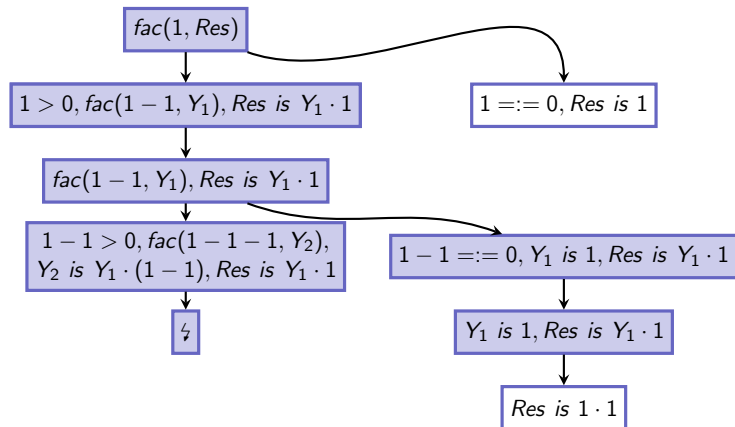 fac(1, Res)
1 > 0, fac(1 − 1, Y₁), Res is Y₁ · 1
1 =:= 0, Res is 1
fac(1 − 1, Y₁), Res is Y₁ · 1
1 − 1 > 0, fac(1 − 1 − 1, Y₂),
Y₂ is Y₁ · (1 − 1), Res is Y₁ · 1
1 − 1 =:= 0, Y₁ is 1, Res is Y₁ · 1
↯
Y₁ is 1, Res is Y₁ · 1
Res is 1 · 1